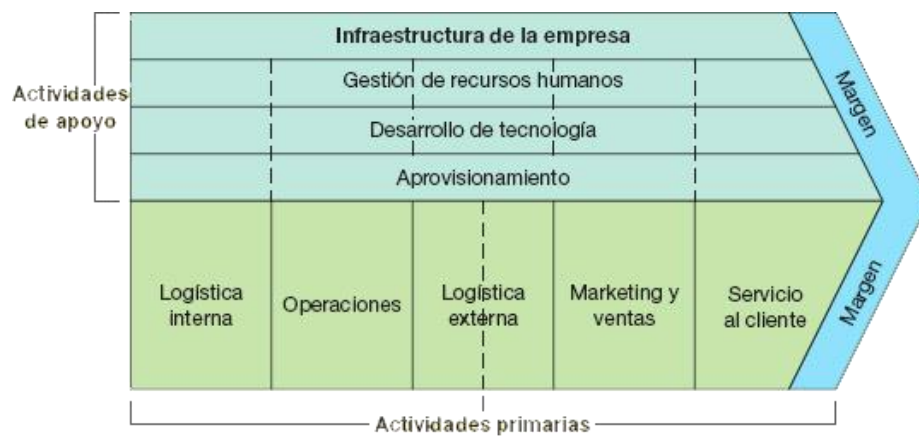 Infraestructura de la empresa
Gestión de recursos humanos
Desarrollo de tecnología
Aprovisionamiento
Actividades
de apoyo
Margen
Logística
interna
Operaciones
Logística
externa
Marketing y
ventas
Servicio
al cliente
Margen
Actividades primarias